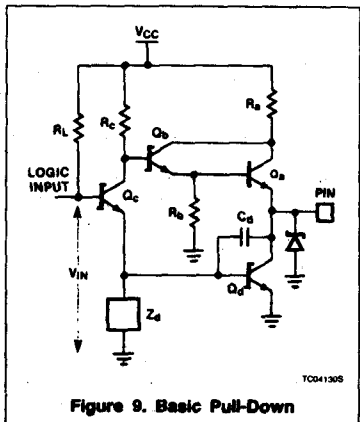 VCC
RL
Rc
Ra
Qb
LOGIC
INPUT
Qc
Qa
PIN
Rb
Cd
VIN
Qd
Zd
TC04130S
Figure 9. Basic Pull-Down